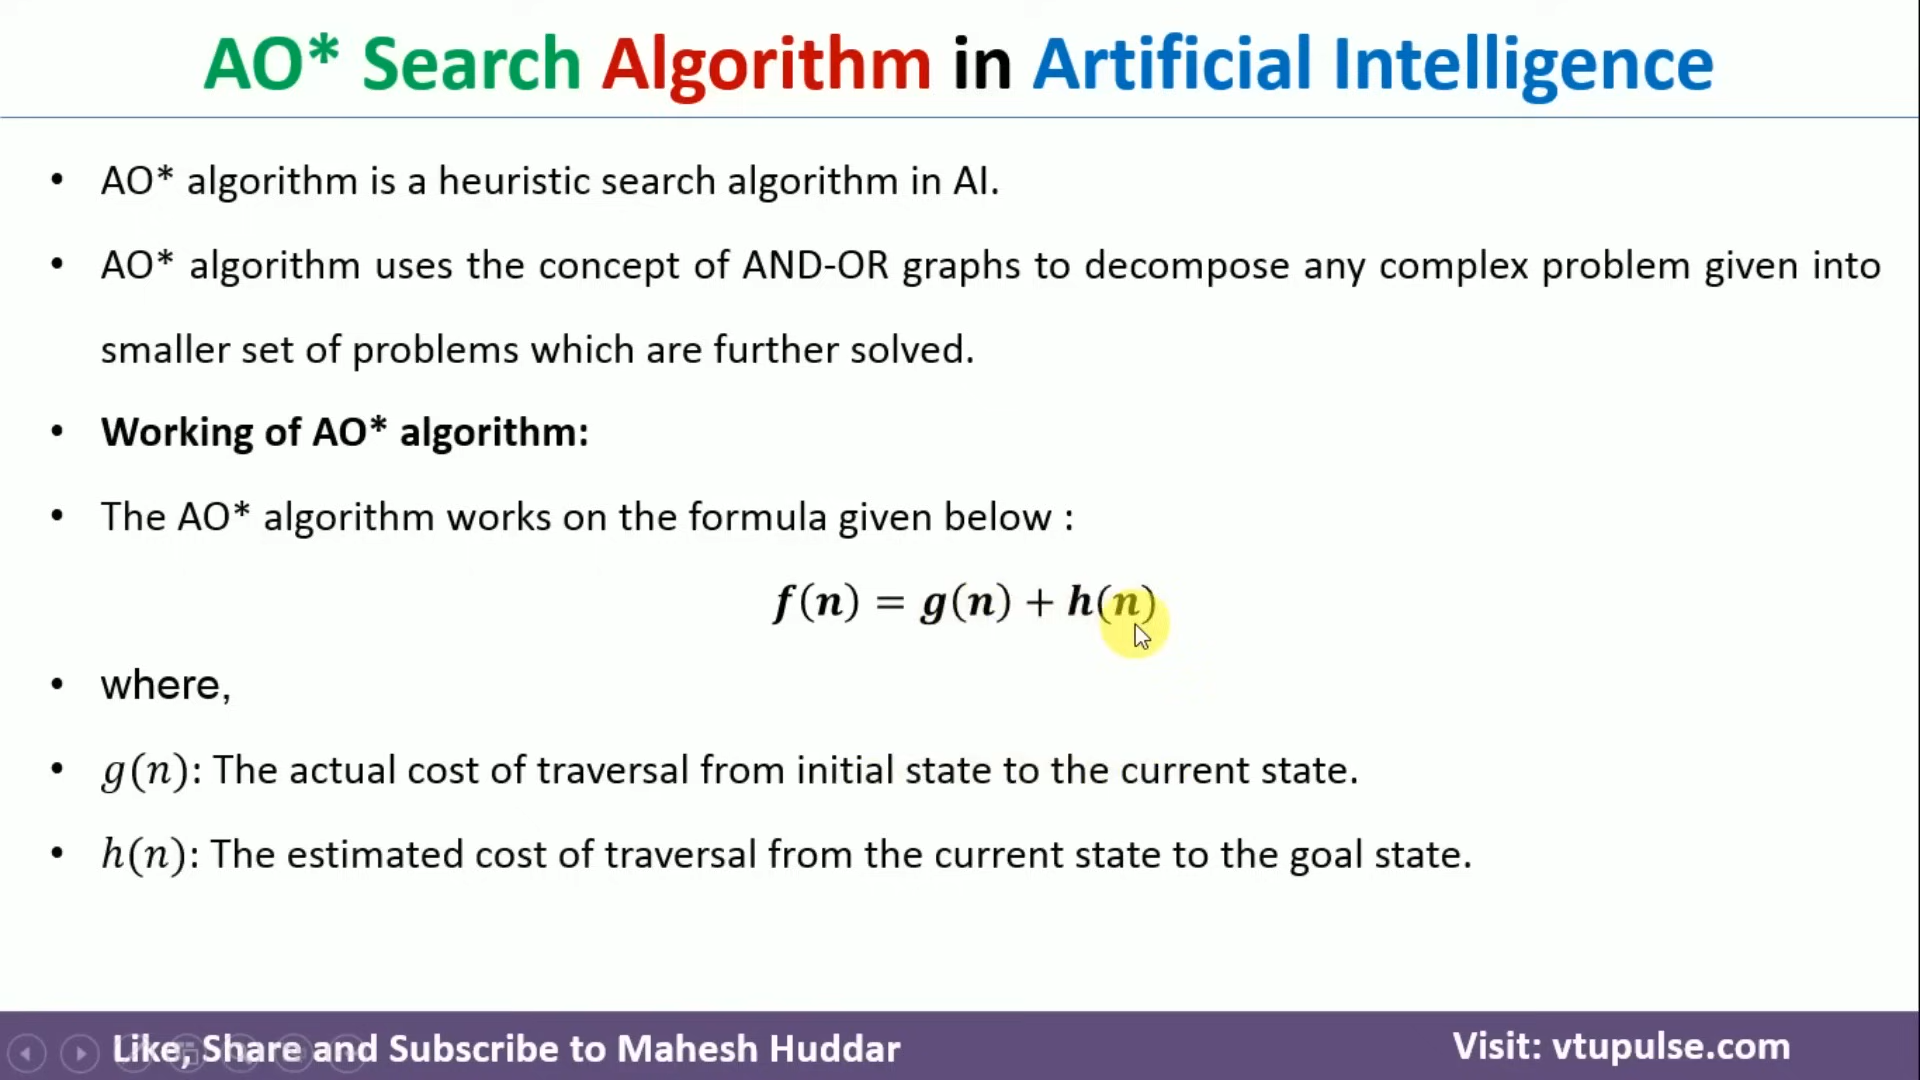 AO* Search Algorithm in Artificial Intelligence
• AO* algorithm is a heuristic search algorithm in AI.
• AO* algorithm uses the concept of AND-OR graphs to decompose any complex problem given into
smaller set of problems which are further solved.
• Working of AO* algorithm:
• The AO* algorithm works on the formula given below :
f(n) = g(n) + h(n)
• where,
• g(n): The actual cost of traversal from initial state to the current state.
• h(n): The estimated cost of traversal from the current state to the goal state.
Like, Share and Subscribe to Mahesh Huddar
Visit: vtupulse.com